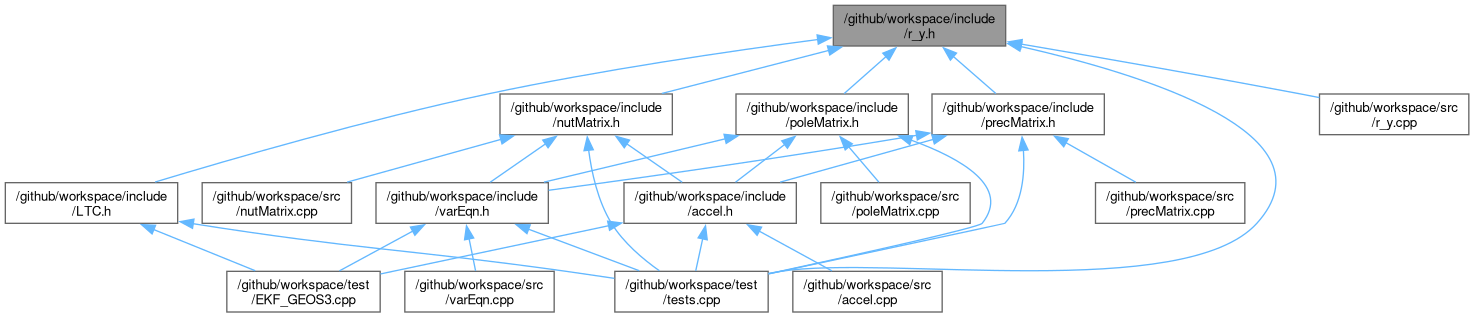 /github/workspace/include
/r_y.h
/github/workspace/include
/nutMatrix.h
/github/workspace/include
/poleMatrix.h
/github/workspace/include
/precMatrix.h
/github/workspace/src
/r_y.cpp
/github/workspace/include
/LTC.h
/github/workspace/src
/nutMatrix.cpp
/github/workspace/include
/varEqn.h
/github/workspace/include
/accel.h
/github/workspace/src
/poleMatrix.cpp
/github/workspace/src
/precMatrix.cpp
/github/workspace/test
/EKF_GEOS3.cpp
/github/workspace/src
/varEqn.cpp
/github/workspace/test
/tests.cpp
/github/workspace/src
/accel.cpp